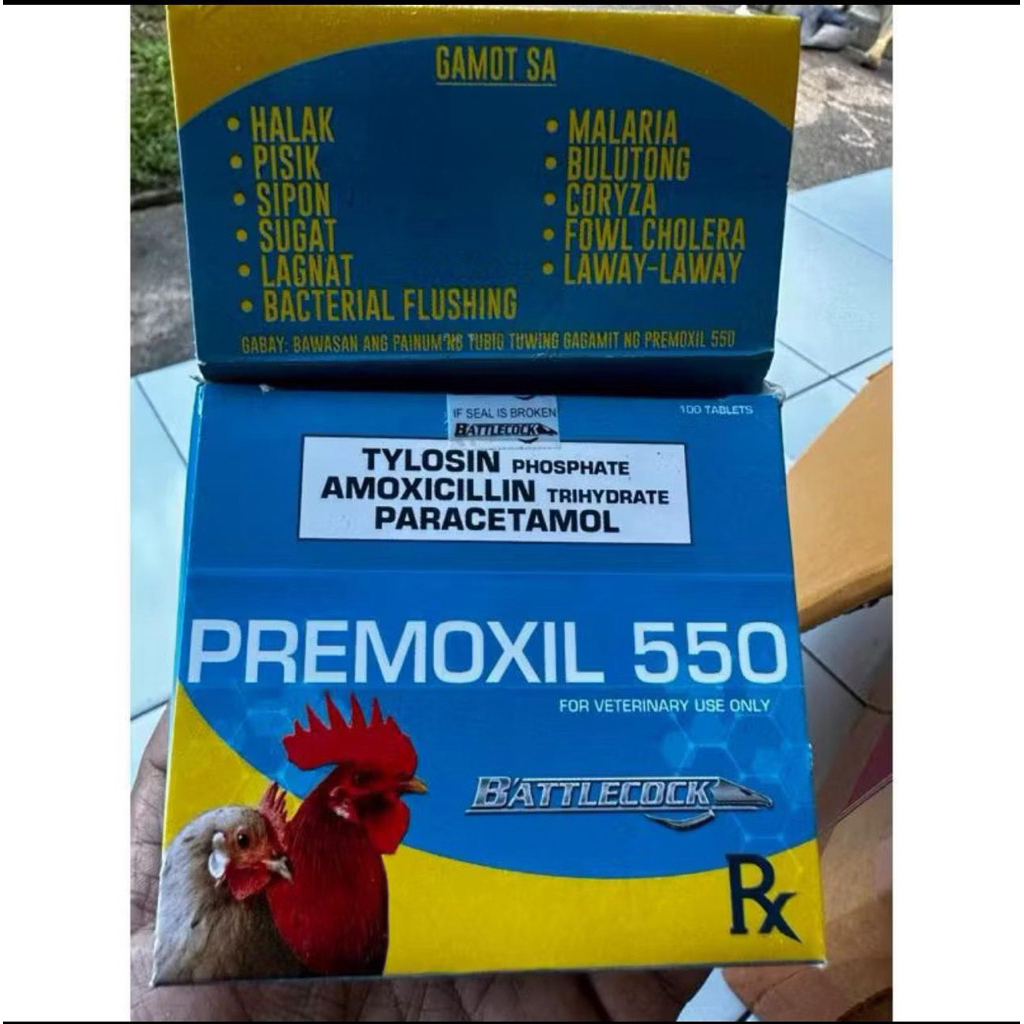 GAMOT SA
• HALAK
• PISIK
• SIPON
• SUGAT
• LAGNAT
• BACTERIAL FLUSHING
• MALARIA
• BULUTONG
• CORYZA
• FOWL CHOLERA
• LAWAY-LAWAY
GABAY: BAWASAN ANG PAINUM NG TUBIG TUWING GAGAMIT NG PREMOXIL 550
IF SEAL IS BROKEN
BATTLECOCK
100 TABLETS
TYLOSIN PHOSPHATE
AMOXICILLIN TRIHYDRATE
PARACETAMOL
PREMOXIL 550
FOR VETERINARY USE ONLY
BATTLECOCK
Rx